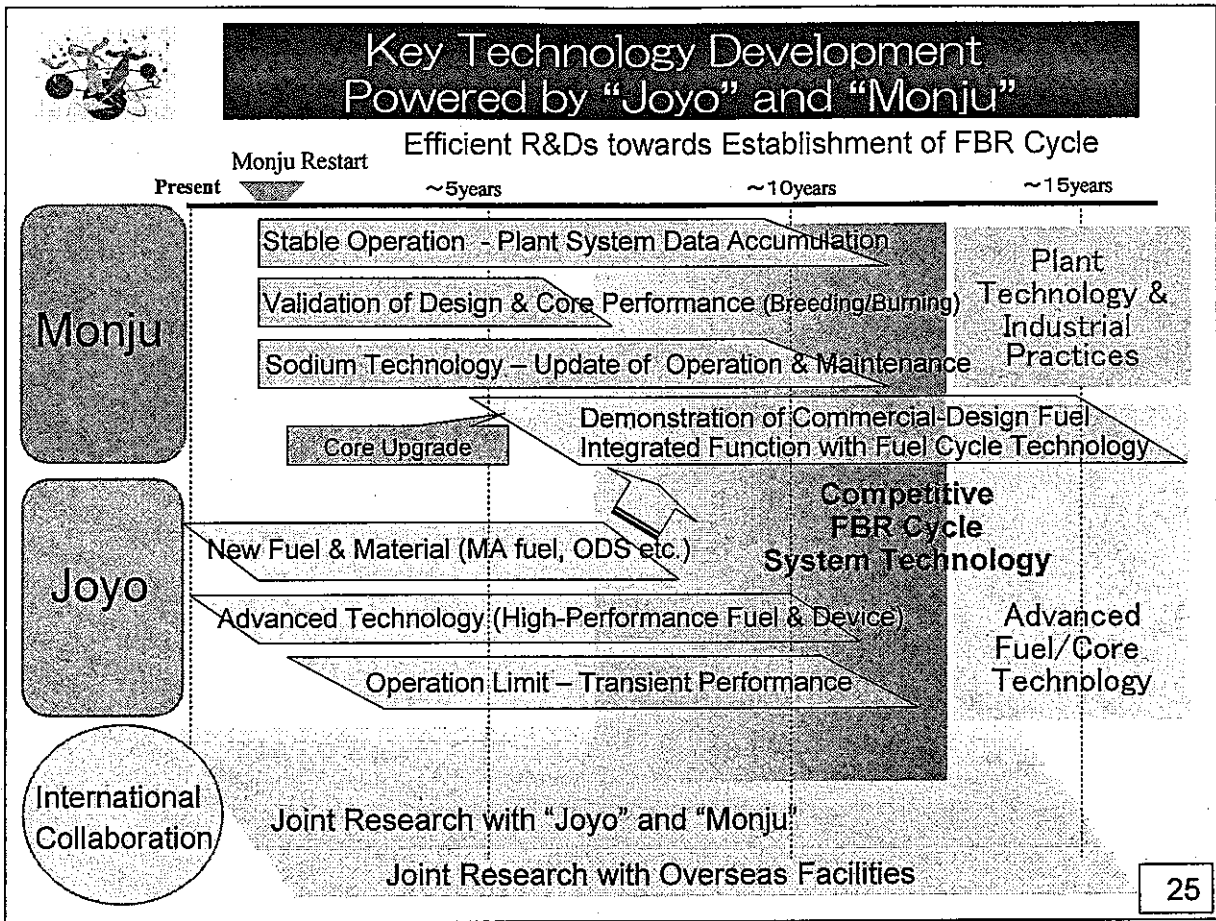 Key Technology Development
Powered by “Joyo” and “Monju”
Efficient R&Ds towards Establishment of FBR Cycle
Monju Restart
Present
～5years
～10years
～15years
Monju
Stable Operation - Plant System Data Accumulation
Validation of Design & Core Performance (Breeding/Burning)
Sodium Technology – Update of Operation & Maintenance
Demonstration of Commercial-Design Fuel
Integrated Function with Fuel Cycle Technology
Core Upgrade
Plant
Technology &
Industrial
Practices
Competitive
FBR Cycle
System Technology
Joyo
New Fuel & Material (MA fuel, ODS etc.)
Advanced Technology (High-Performance Fuel & Device)
Operation Limit – Transient Performance
Advanced
Fuel/Core
Technology
International
Collaboration
Joint Research with “Joyo” and “Monju”
Joint Research with Overseas Facilities
25